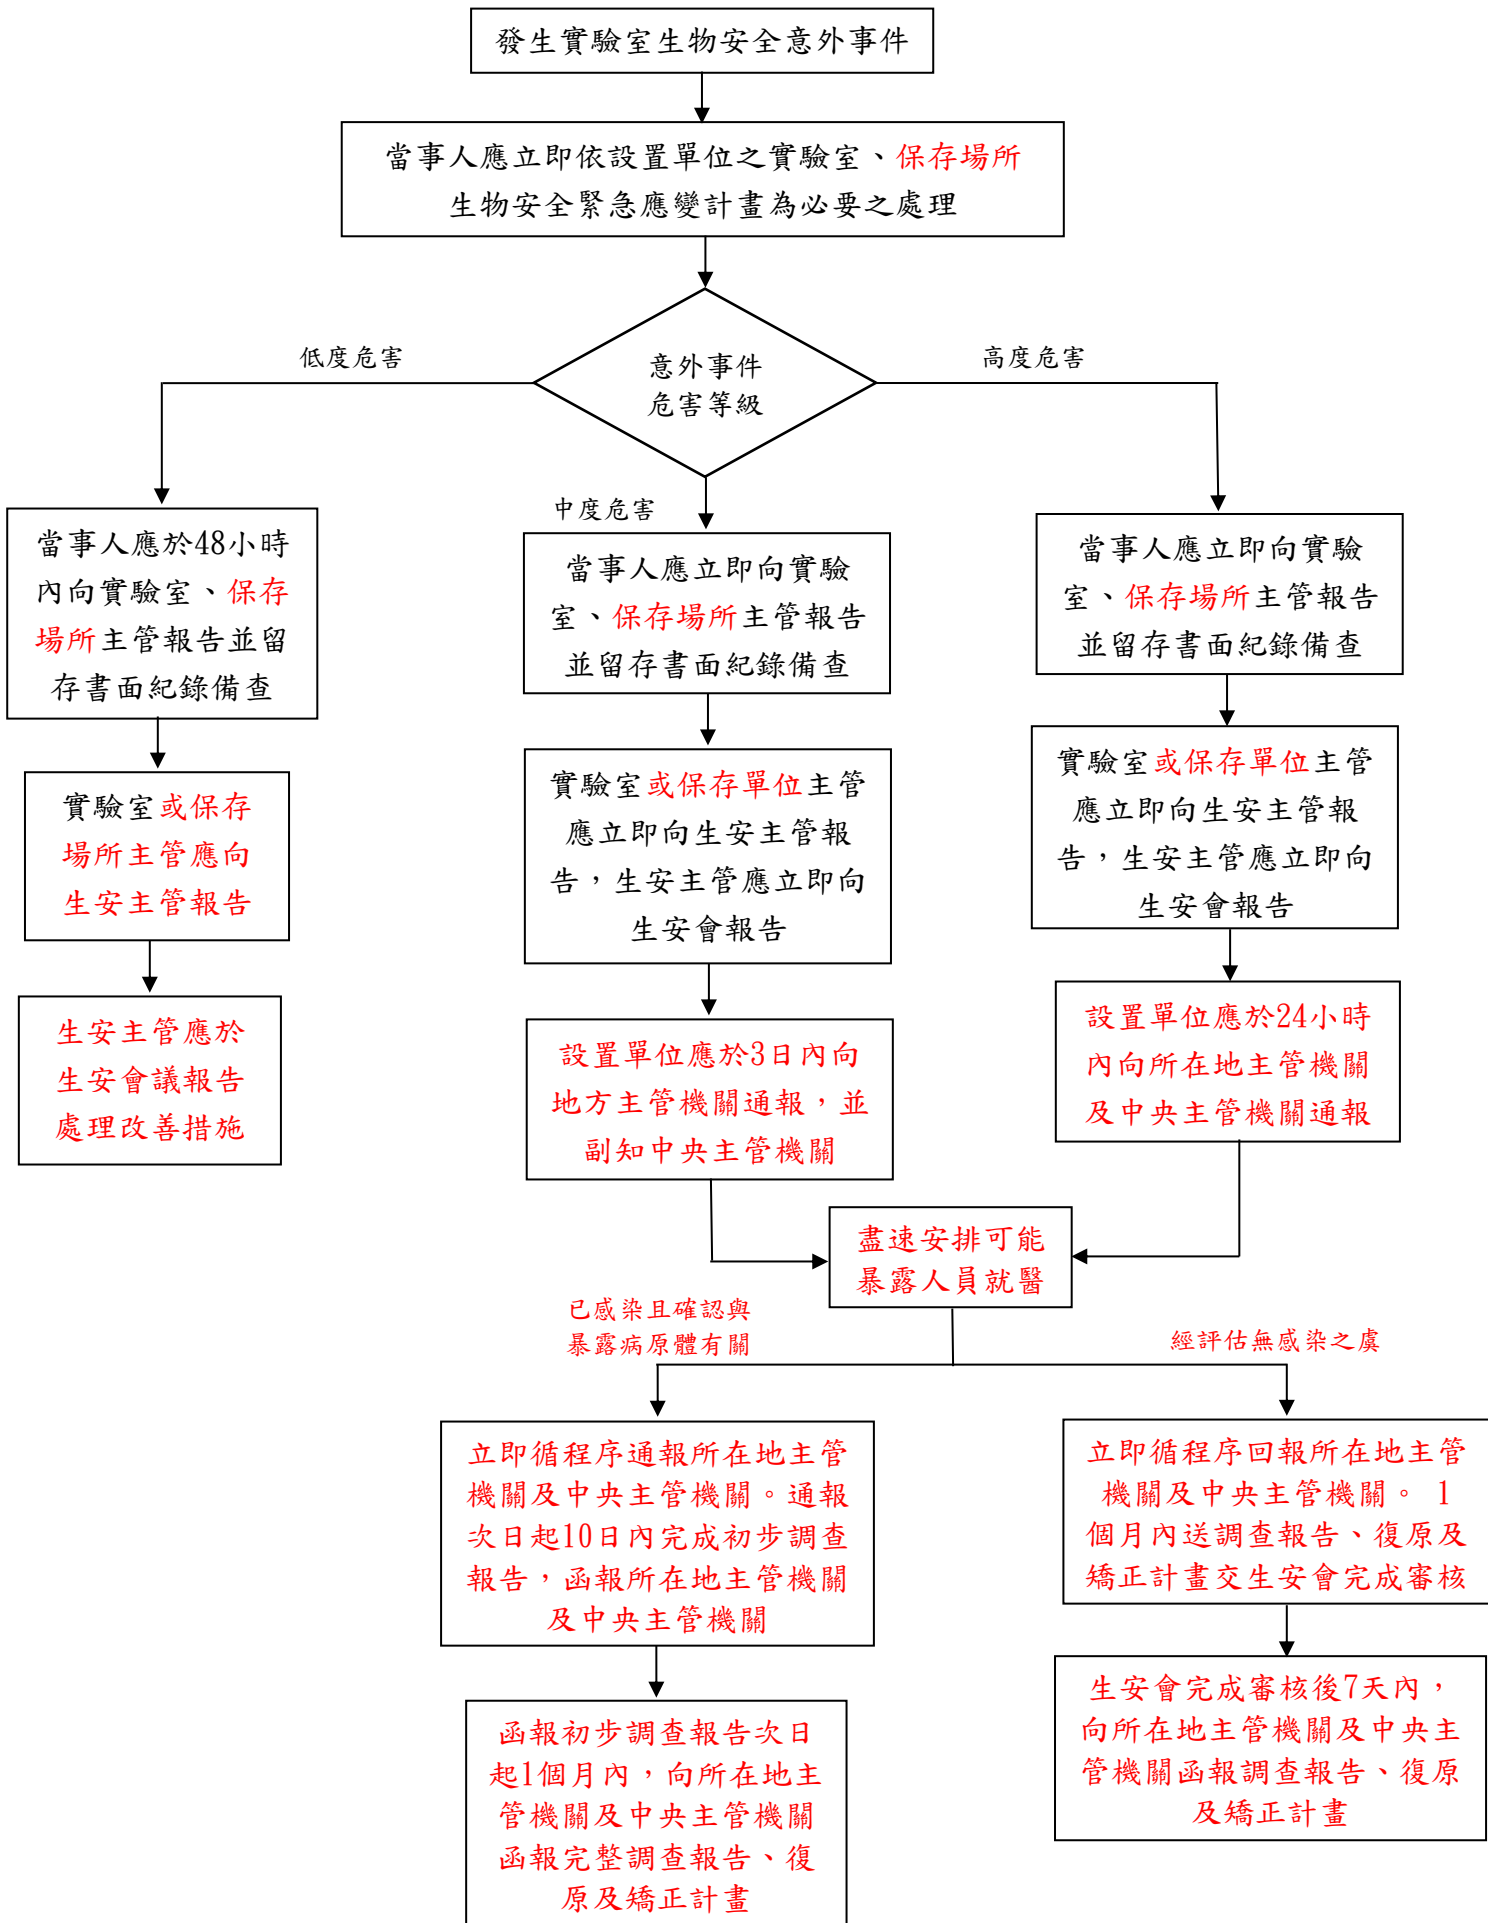 發生實驗室生物安全意外事件
當事人應立即依設置單位之實驗室、保存場所
生物安全緊急應變計畫為必要之處理
意外事件
危害等級
低度危害
高度危害
中度危害
當事人應於48小時
內向實驗室、保存
場所主管報告並留
存書面紀錄備查
實驗室或保存
場所主管應向
生安主管報告
生安主管應於
生安會議報告
處理改善措施
當事人應立即向實驗
室、保存場所主管報告
並留存書面紀錄備查
實驗室或保存單位主管
應立即向生安主管報
告，生安主管應立即向
生安會報告
設置單位應於3日內向
地方主管機關通報，並
副知中央主管機關
當事人應立即向實驗
室、保存場所主管報告
並留存書面紀錄備查
實驗室或保存單位主管
應立即向生安主管報
告，生安主管應立即向
生安會報告
設置單位應於24小時
內向所在地主管機關
及中央主管機關通報
盡速安排可能
暴露人員就醫
已感染且確認與
暴露病原體有關
經評估無感染之虞
立即循程序通報所在地主管
機關及中央主管機關。通報
次日起10日內完成初步調查
報告，函報所在地主管機關
及中央主管機關
函報初步調查報告次日
起1個月內，向所在地主
管機關及中央主管機關
函報完整調查報告、復
原及矯正計畫
立即循程序回報所在地主管
機關及中央主管機關。 1
個月內送調查報告、復原及
矯正計畫交生安會完成審核
生安會完成審核後7天內，
向所在地主管機關及中央主
管機關函報調查報告、復原
及矯正計畫